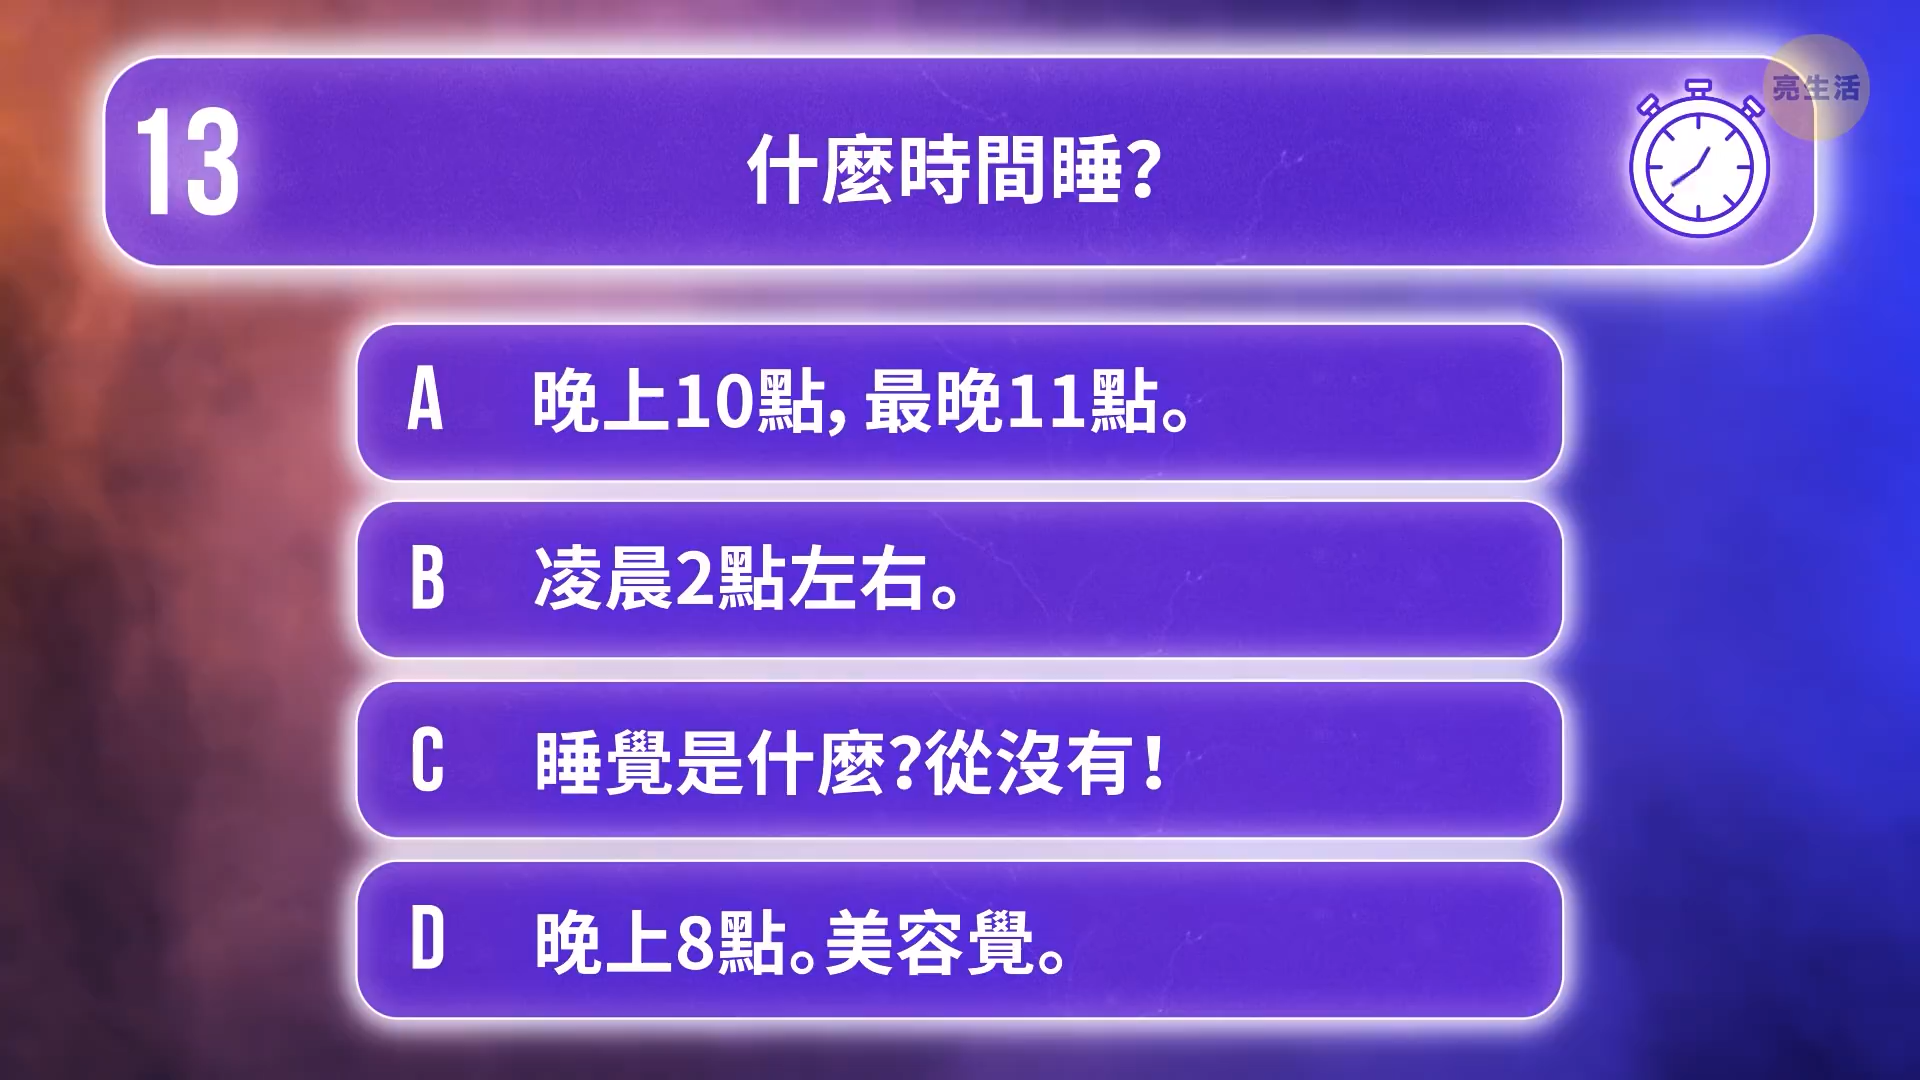 亮生活
13
什麼時間睡?
A 晚上10點, 最晚11點。
B 凌晨2點左右。
C 睡覺是什麼?從沒有!
D 晚上8點。美容覺。